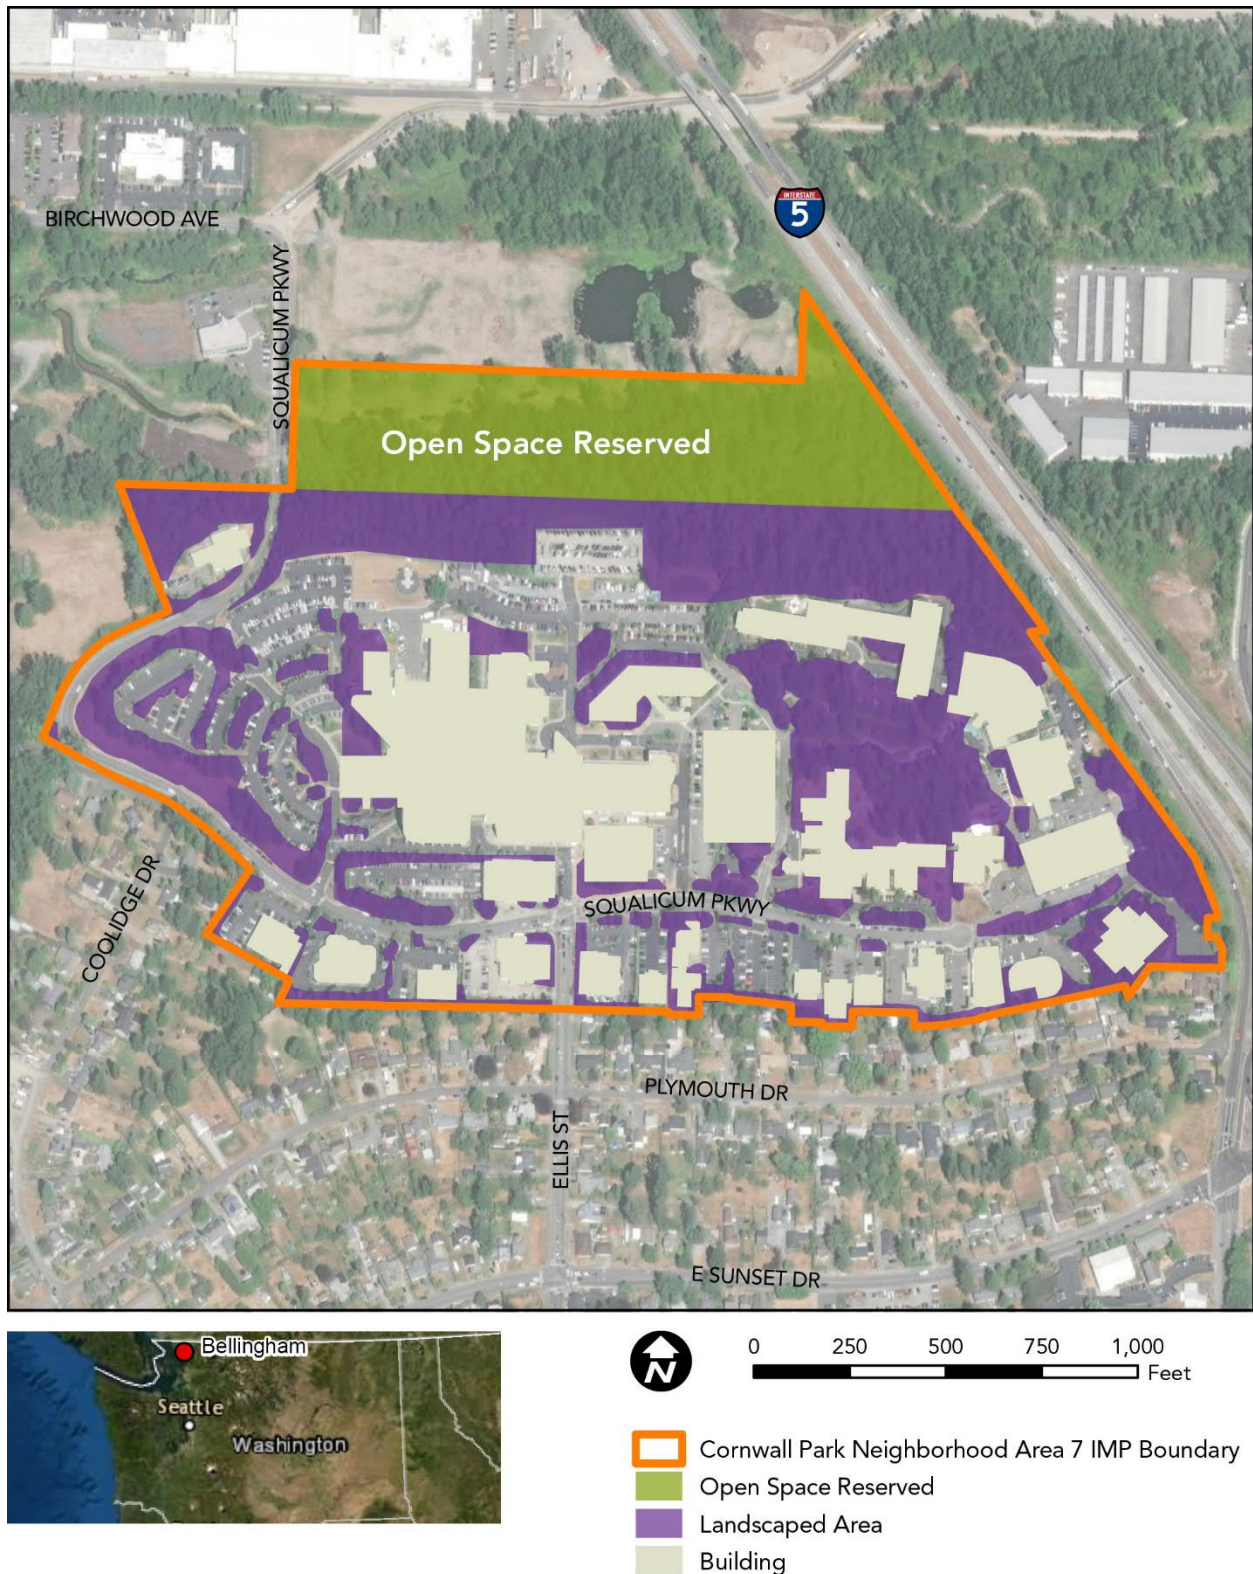 INTERSTATE
5
BIRCHWOOD AVE
SQUALICUM PKWY
Open Space Reserved
COOLIDGE DR
SQUALICUM PKWY
PLYMOUTH DR
ELLIS ST
E SUNSET DR
Bellingham
Seattle
Washington
N
0 250 500 750 1,000
Feet
Cornwall Park Neighborhood Area 7 IMP Boundary
Open Space Reserved
Landscaped Area
Building